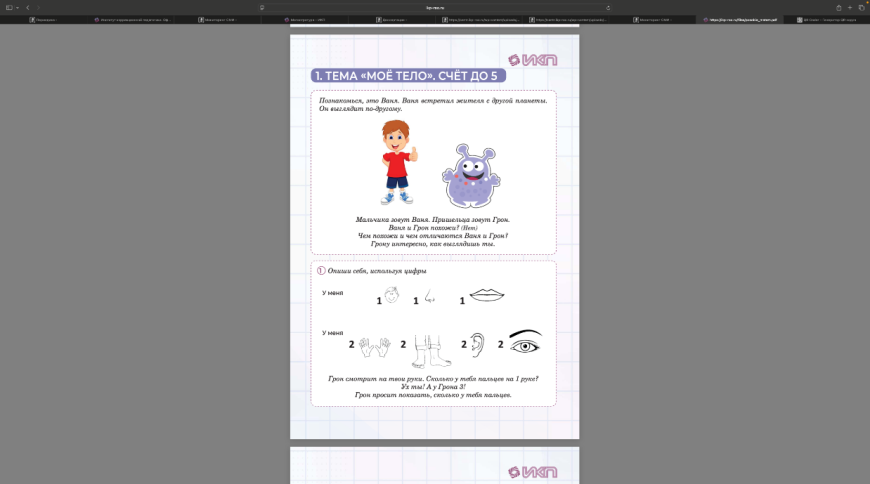 ИКП
1. ТЕМА «МОЁ ТЕЛО». СЧЁТ ДО 5
Познакомься, это Ваня. Ваня встретил жителя с другой планеты.
Он выглядит по-другому.
Мальчика зовут Ваня. Пришельца зовут Грон.
Ваня и Грон похожи? (Нет)
Чем похожи и чем отличаются Ваня и Грон?
Грону интересно, как выглядишь ты.
1 Опиши себя, используя цифры
У меня
1 1 1
У меня
2 2 2 2
Грон смотрит на твои руки. Сколько у тебя пальцев на 1 руке?
Ух ты! А у Грона 3!
Грон просит показать, сколько у тебя пальцев.
ИКП